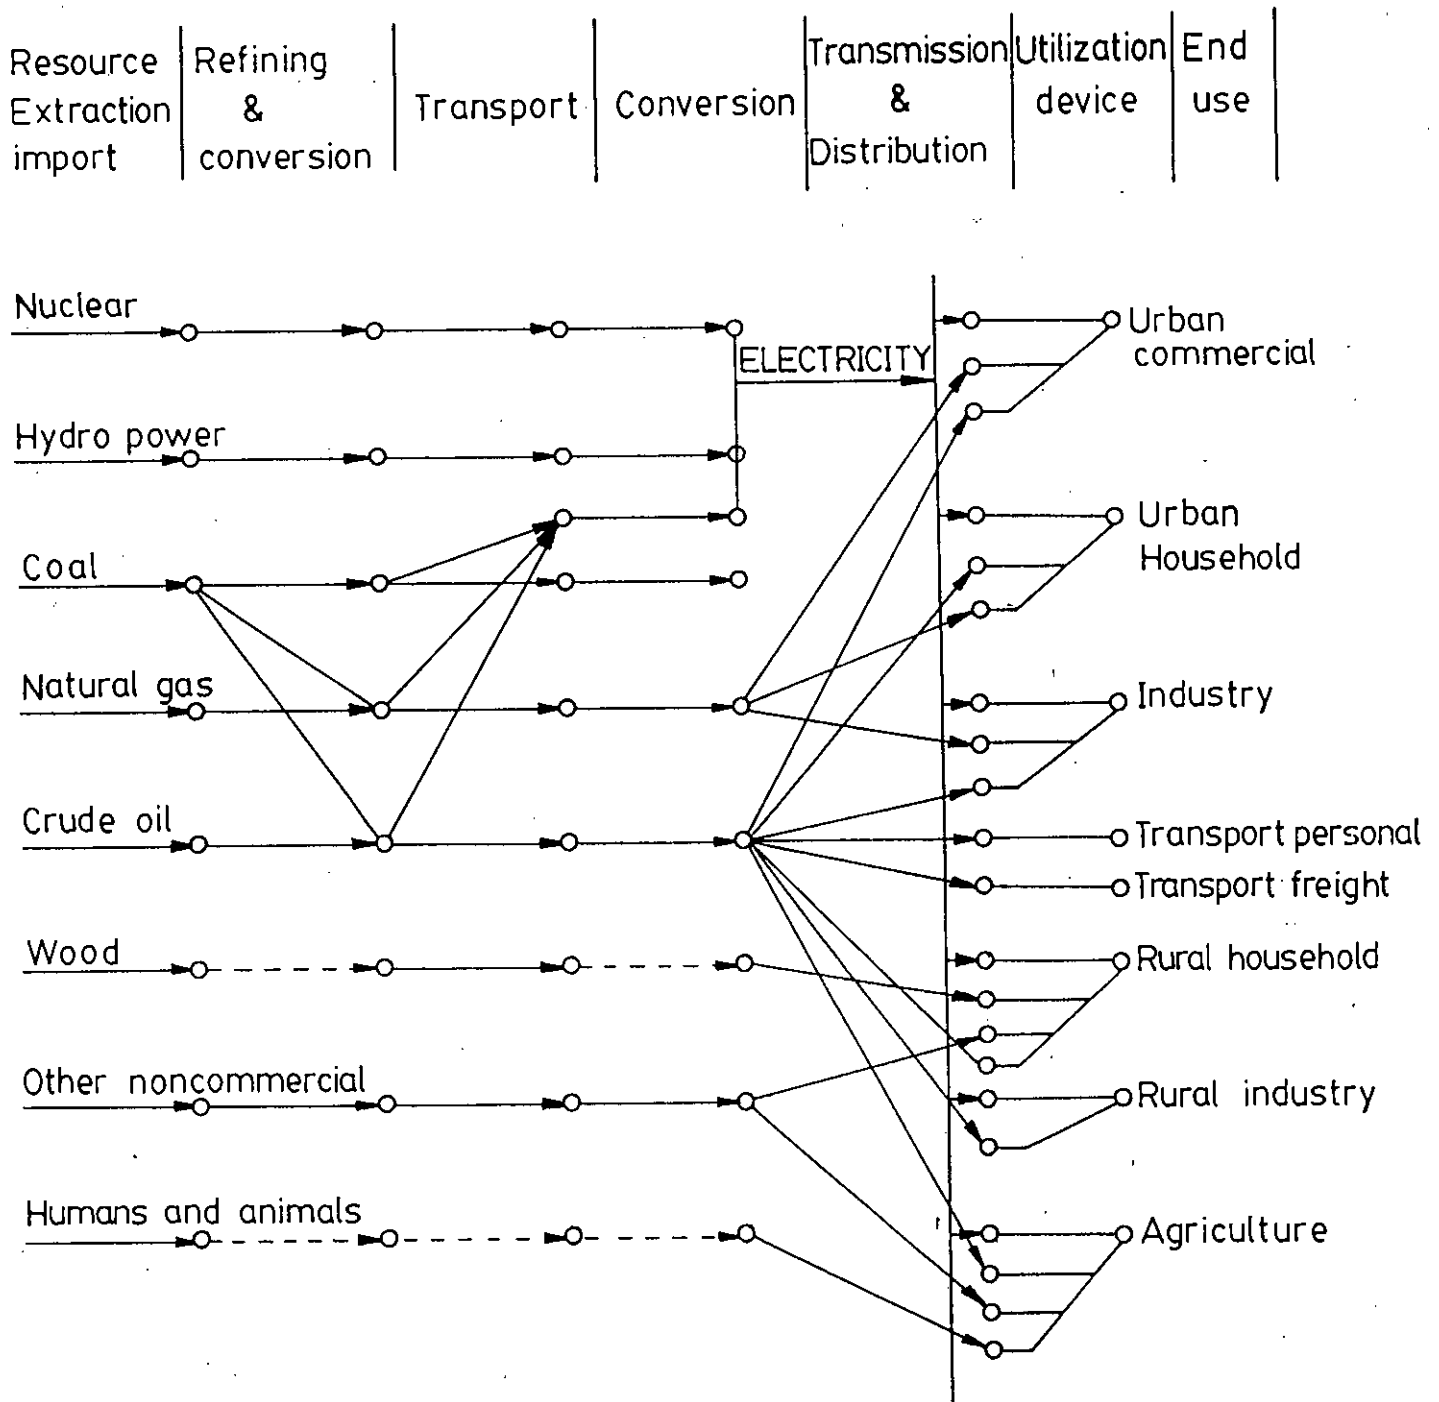 Resource
Extraction
import
Refining
&
conversion
Transport
Conversion
Transmission
&
Distribution
Utilization
device
End
use
Nuclear
ELECTRICITY
Urban
commercial
Hydro power
Urban
Household
Coal
Natural gas
Industry
Crude oil
Transport personal
Transport freight
Wood
Rural household
Other noncommercial
Rural industry
Humans and animals
Agriculture